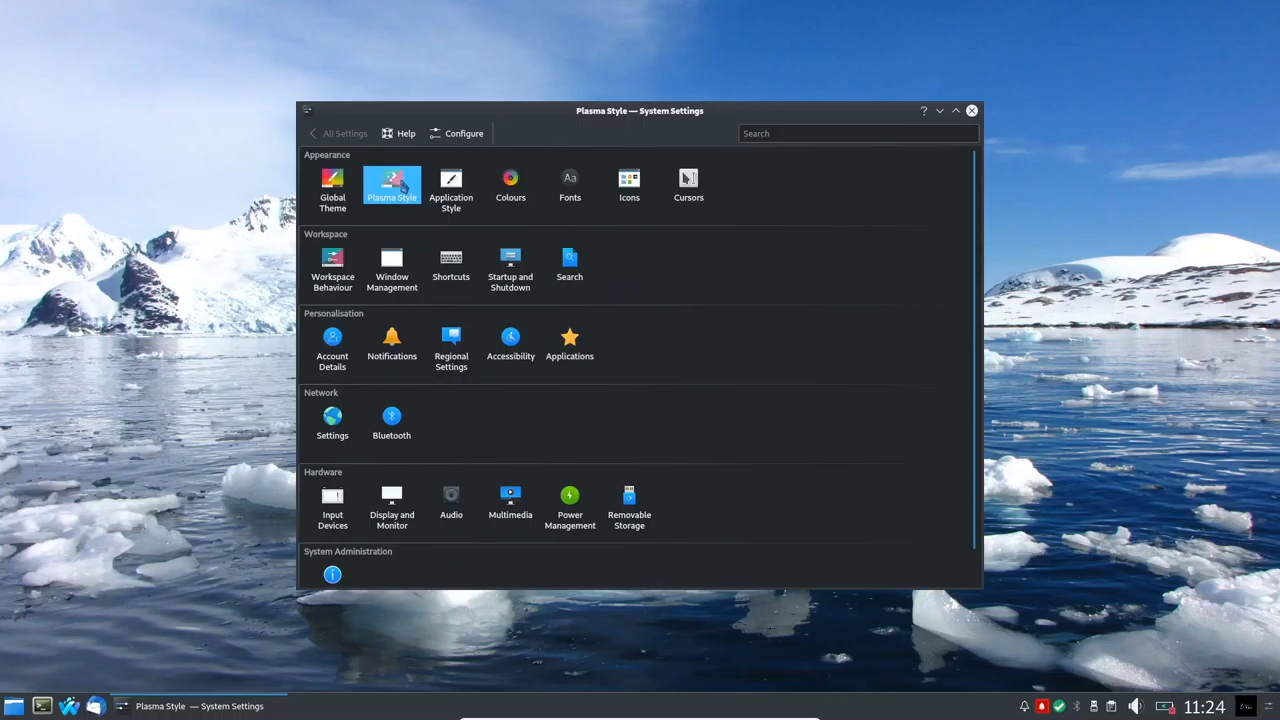 Plasma Style — System Settings
All Settings Help Configure Search
Appearance
Global Theme
Plasma Style
Application Style
Colours
Aa
Fonts
Icons
Cursors
Workspace
Workspace Behaviour
Window Management
Shortcuts
Startup and Shutdown
Search
Personalisation
Account Details
Notifications
Regional Settings
Accessibility
Applications
Network
Settings
Bluetooth
Hardware
Input Devices
Display and Monitor
Audio
Multimedia
Power Management
Removable Storage
System Administration
Plasma Style — System Settings
11:24